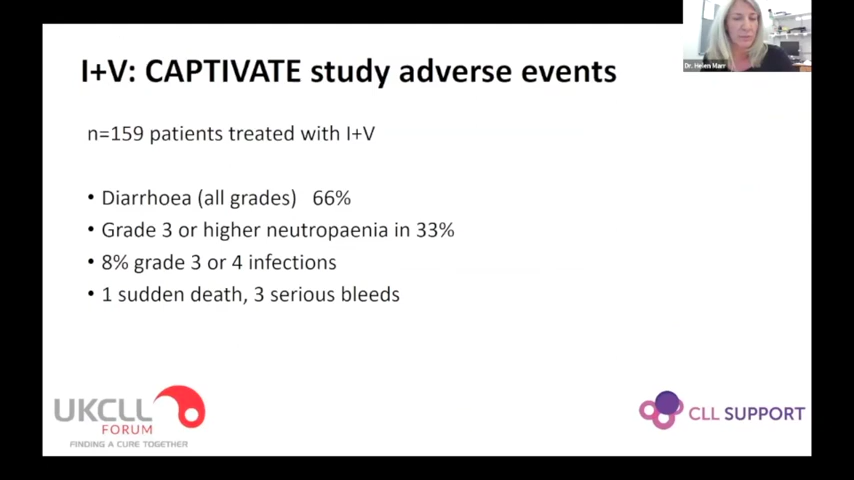 I+V: CAPTIVATE study adverse events
Dr. Helen Marr
n=159 patients treated with I+V
• Diarrhoea (all grades) 66%
• Grade 3 or higher neutropaenia in 33%
• 8% grade 3 or 4 infections
• 1 sudden death, 3 serious bleeds
UKCLL
FORUM
FINDING A CURE TOGETHER
CLL SUPPORT